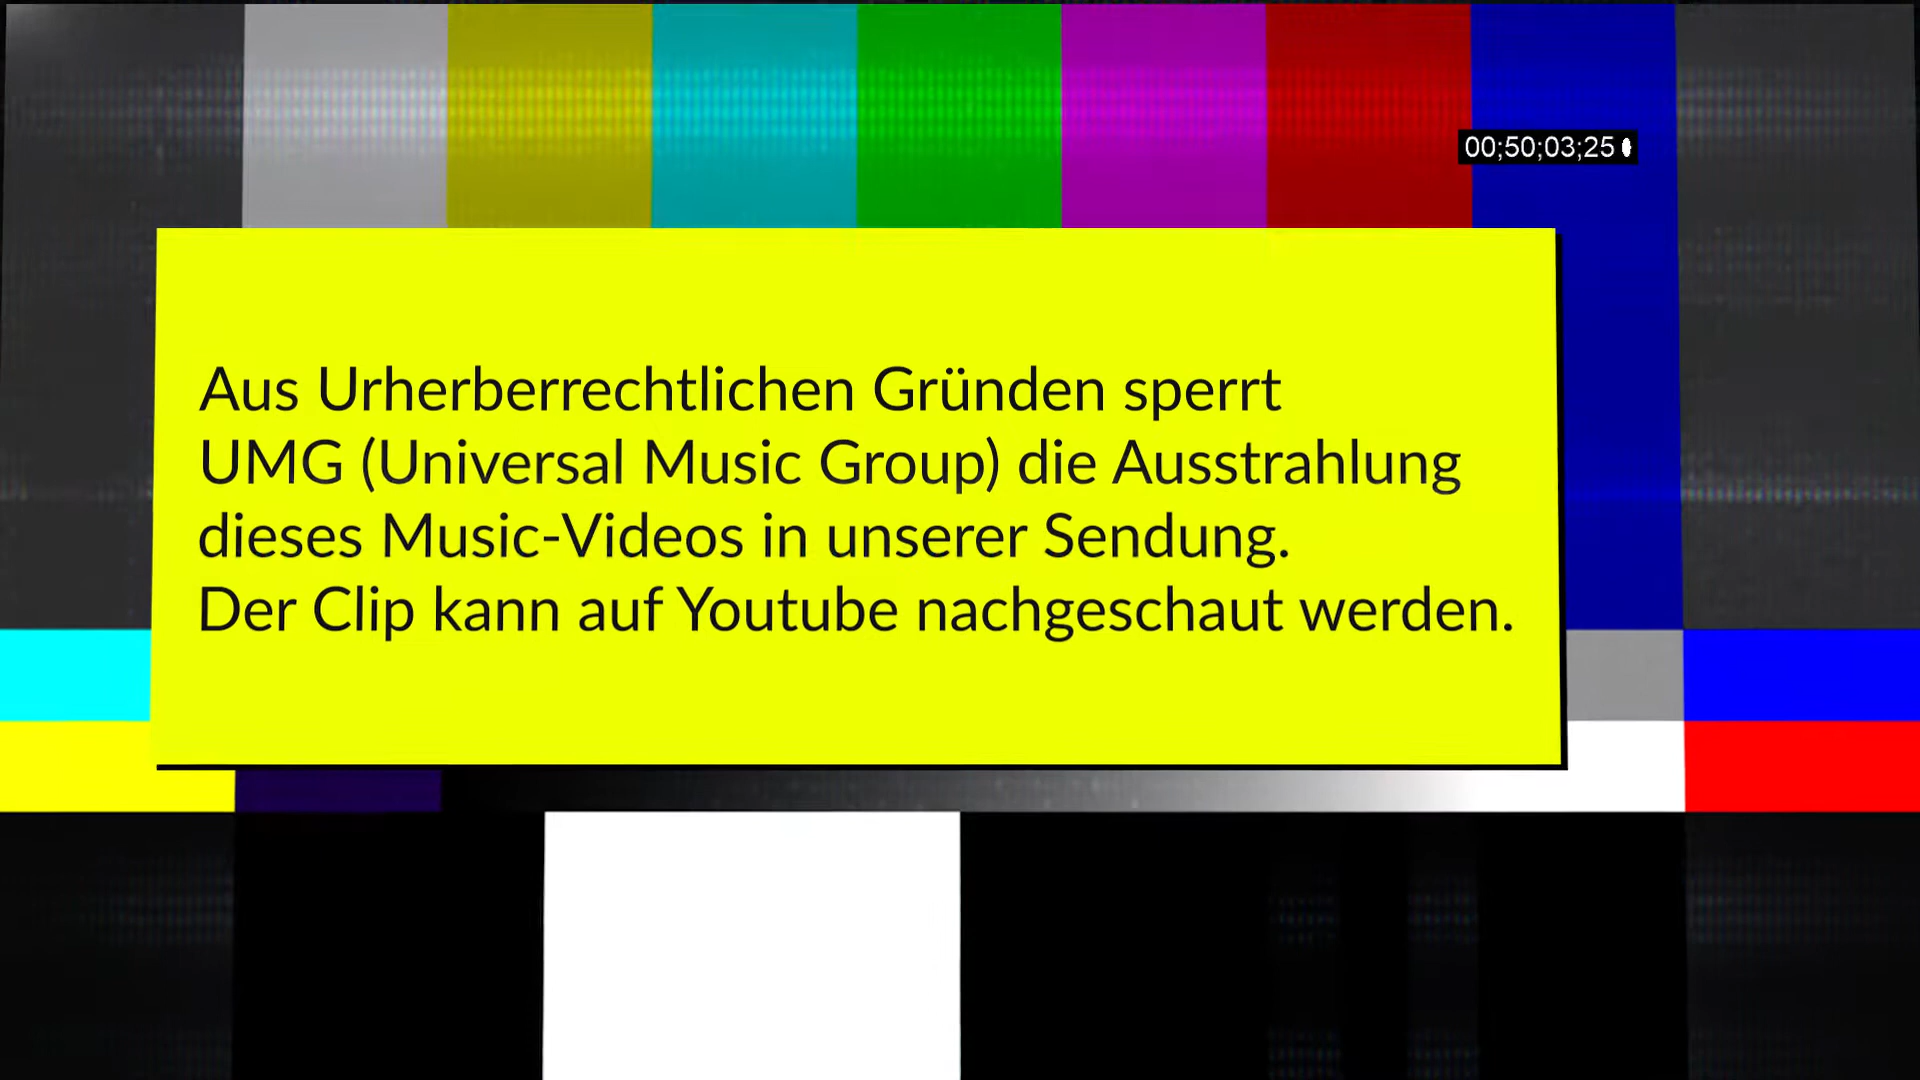 00;50;03;25
Aus Urherberrechtlichen Gründen sperrt
UMG (Universal Music Group) die Ausstrahlung
dieses Music-Videos in unserer Sendung.
Der Clip kann auf Youtube nachgeschaut werden.